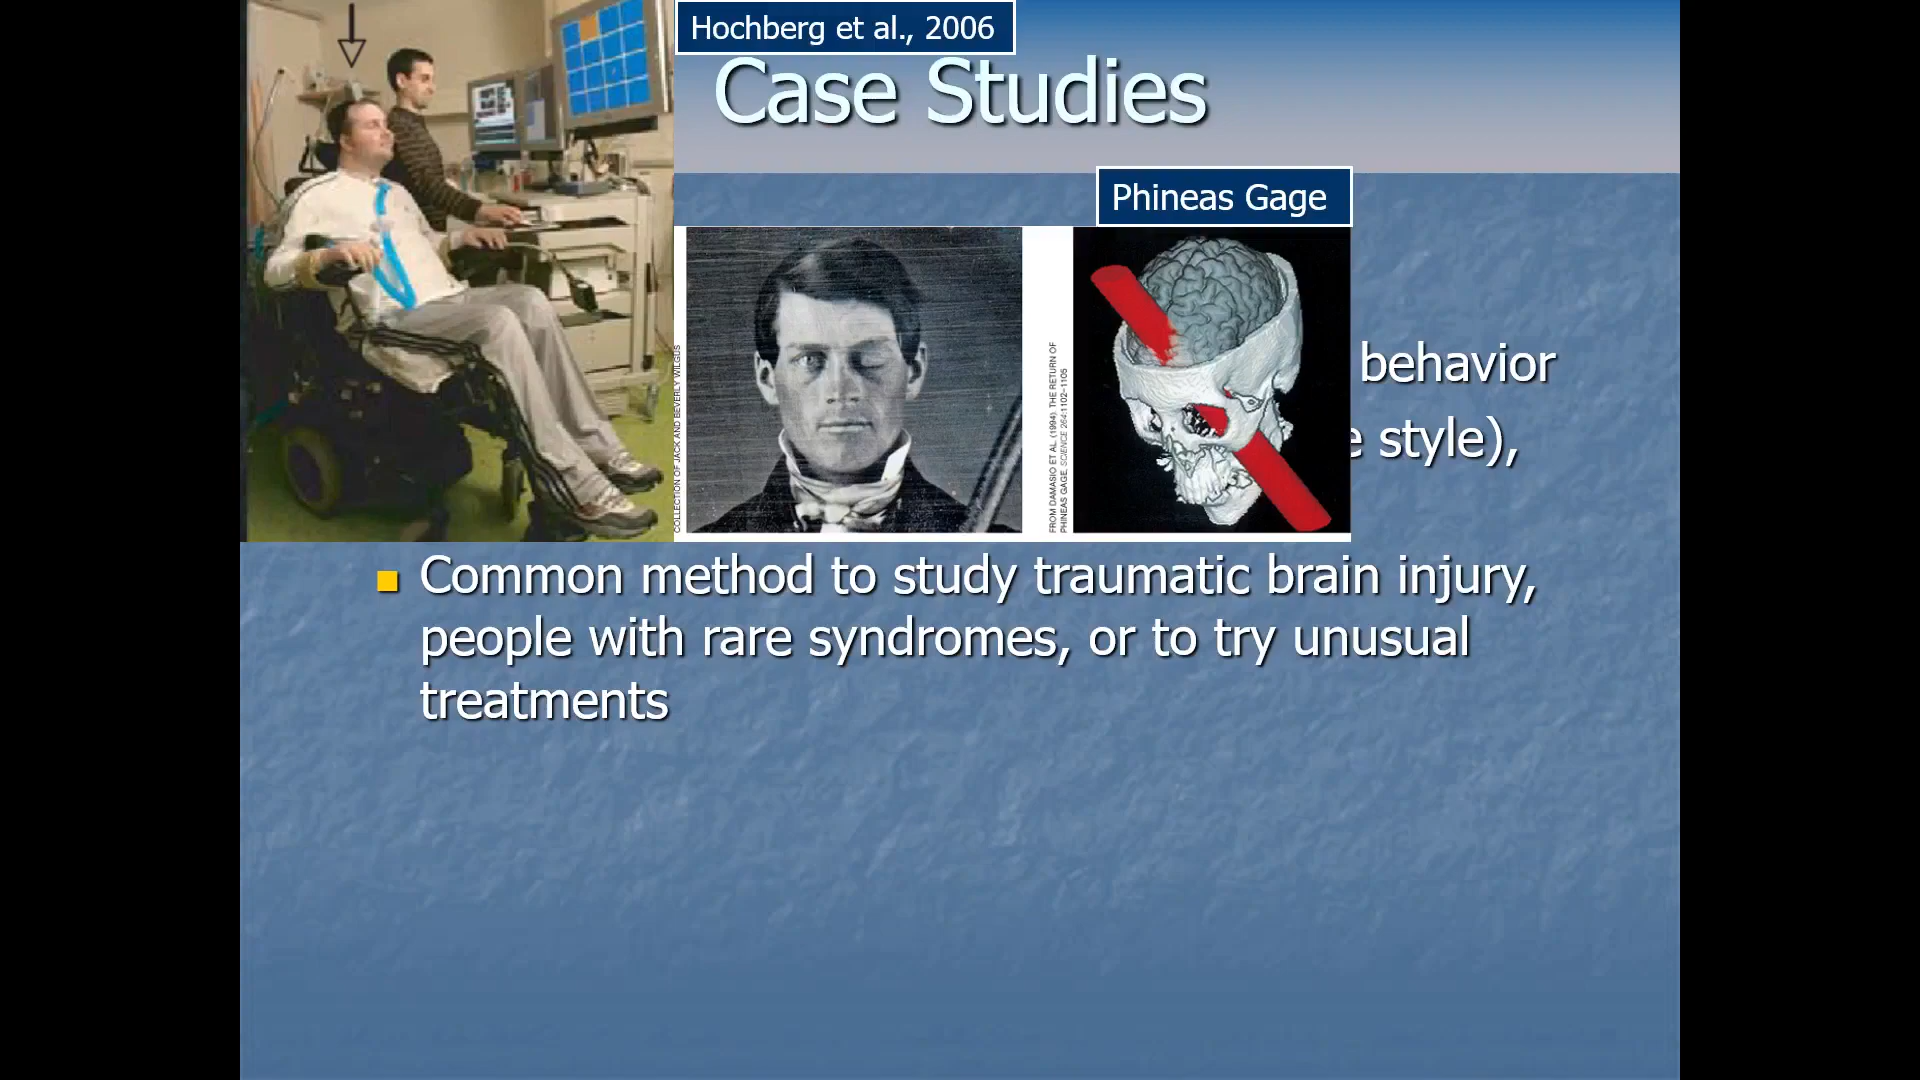 Hochberg et al., 2006
Case Studies
Phineas Gage
COLLECTION OF JACK AND BEVERLY WILGUS
FROM DAMASIO ET AL. (1994). THE RETURN OF
PHINEAS GAGE. SCIENCE 264:1102-1105
behavior
e style),
Common method to study traumatic brain injury,
people with rare syndromes, or to try unusual
treatments